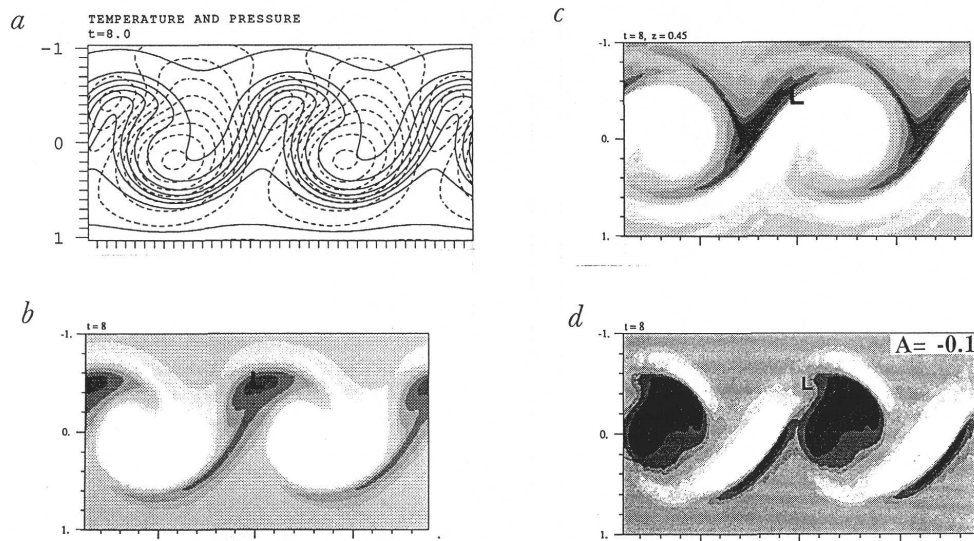 a
TEMPERATURE AND PRESSURE
t=8.0
-1
0
1
b
t = 8
-1.
0.
1.
L
c
t = 8, z = 0.45
-1.
0.
1.
L
d
t = 8
A= -0.1
-1.
0.
1.
L